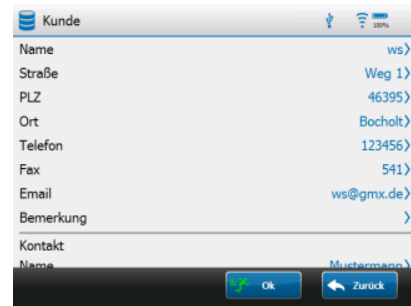 Kunde 100%
Name ws
Straße Weg 1
PLZ 46395
Ort Bocholt
Telefon 123456
Fax 541
Email ws@gmx.de
Bemerkung
Kontakt
Name Mustermann
Ok Zurück